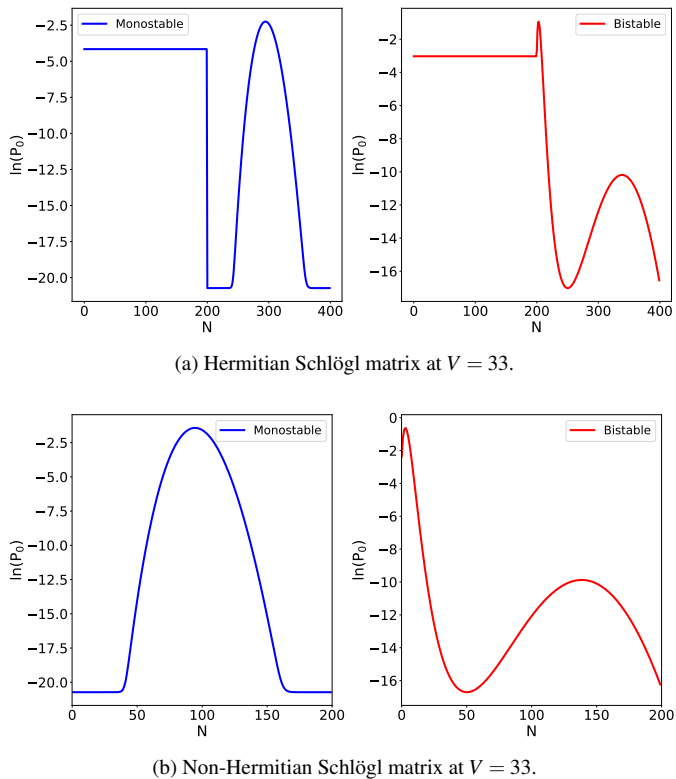 Monostable
ln(P₀)
−2.5
−5.0
−7.5
−10.0
−12.5
−15.0
−17.5
−20.0
0 100 200 300 400
N
Bistable
ln(P₀)
−2
−4
−6
−8
−10
−12
−14
−16
0 100 200 300 400
N
(a) Hermitian Schlögl matrix at V = 33.
Monostable
ln(P₀)
−2.5
−5.0
−7.5
−10.0
−12.5
−15.0
−17.5
−20.0
0 50 100 150 200
N
Bistable
ln(P₀)
0
−2
−4
−6
−8
−10
−12
−14
−16
0 50 100 150 200
N
(b) Non-Hermitian Schlögl matrix at V = 33.